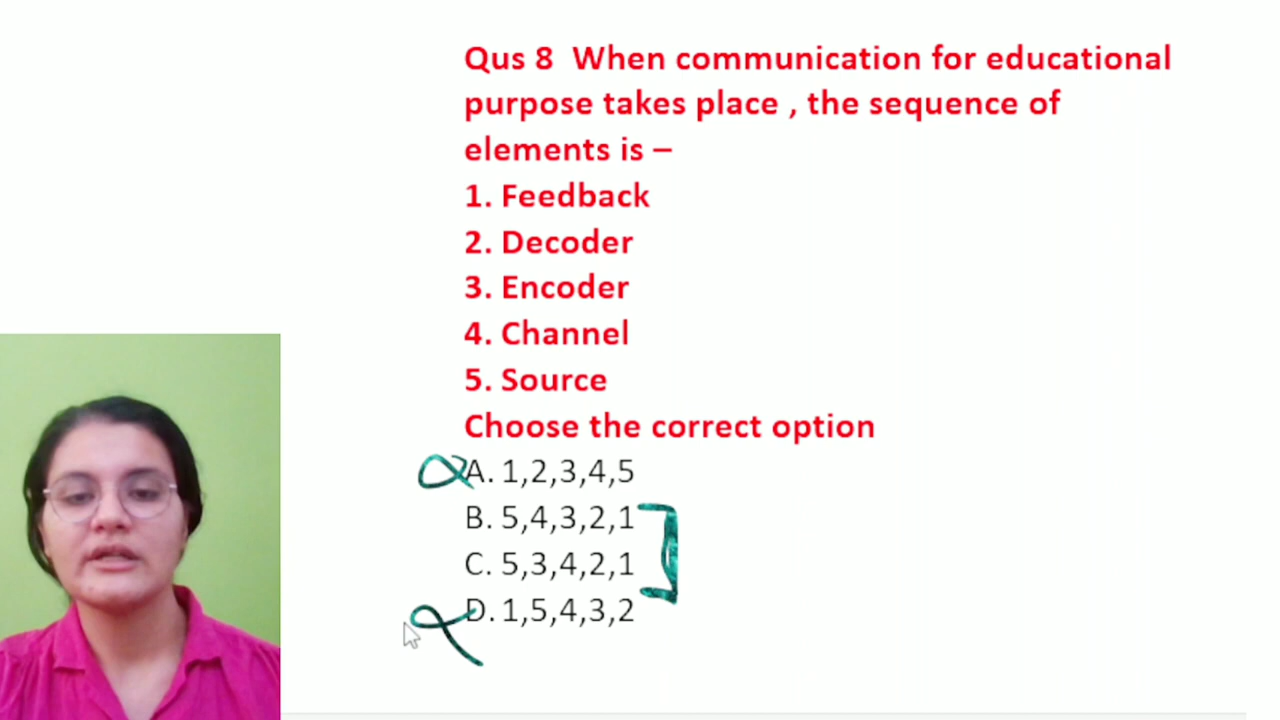 Qus 8 When communication for educational
purpose takes place , the sequence of
elements is –
1. Feedback
2. Decoder
3. Encoder
4. Channel
5. Source
Choose the correct option
A. 1,2,3,4,5
B. 5,4,3,2,1
C. 5,3,4,2,1
D. 1,5,4,3,2